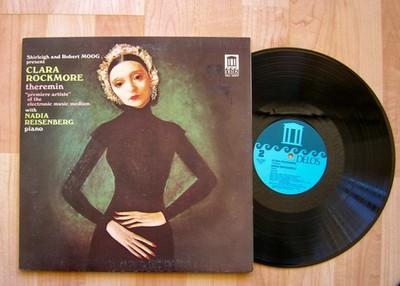 Shirleigh and Robert MOOG
present
CLARA
ROCKMORE
theremin
"premiere artiste"
of the
electronic music medium
with
NADIA
REISENBERG
piano
DELOS
2
DELOS